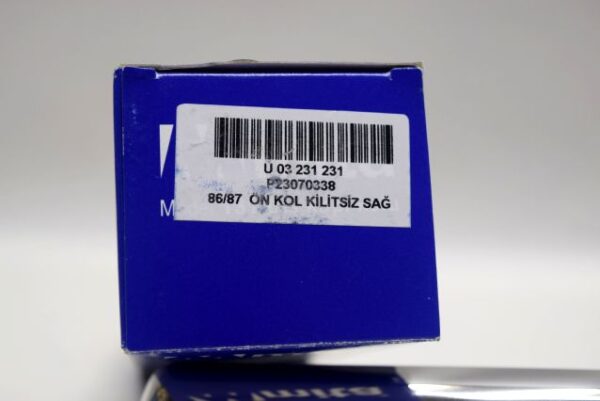 U 03 231 231
P23070338
86/87 ÖN KOL KİLİTSİZ SAĞ